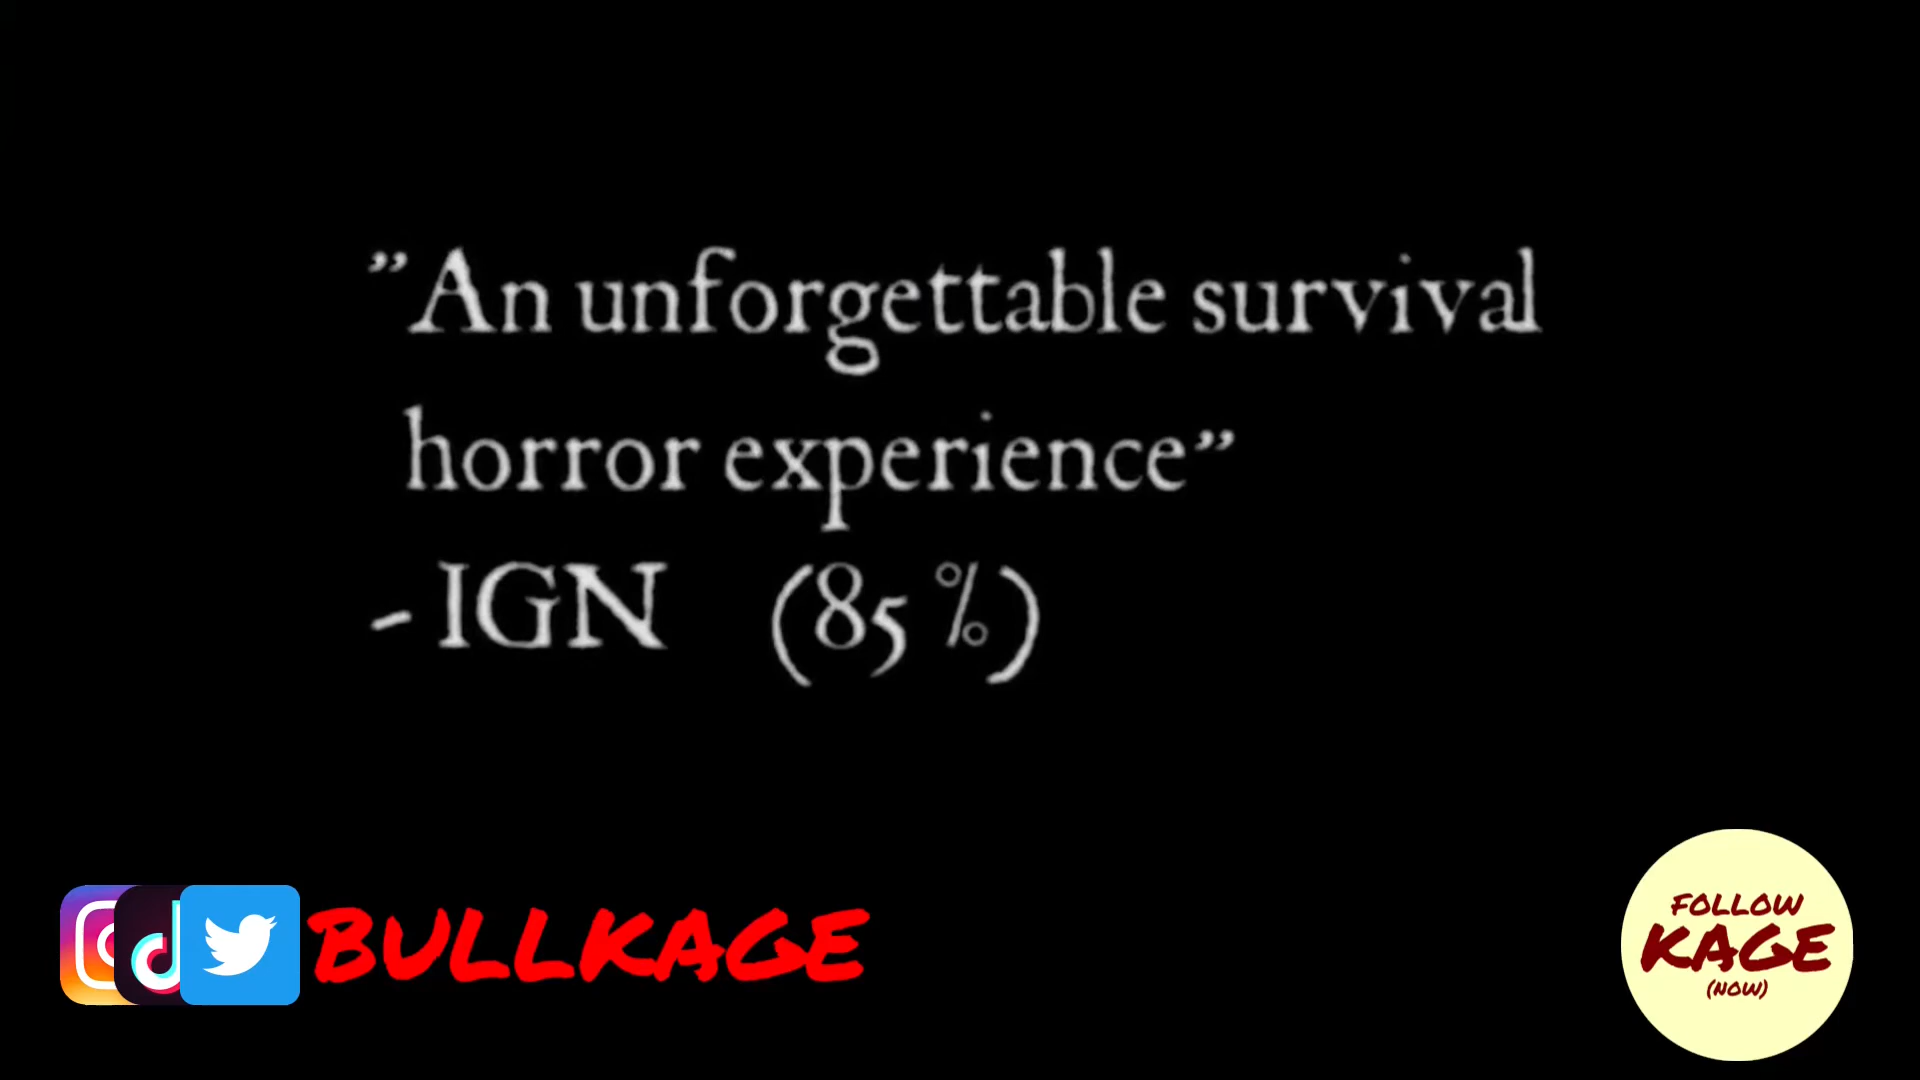 ”An unforgettable survival
horror experience”
- IGN (85 %)
BULLKAGE
FOLLOW
KAGE
(NOW)